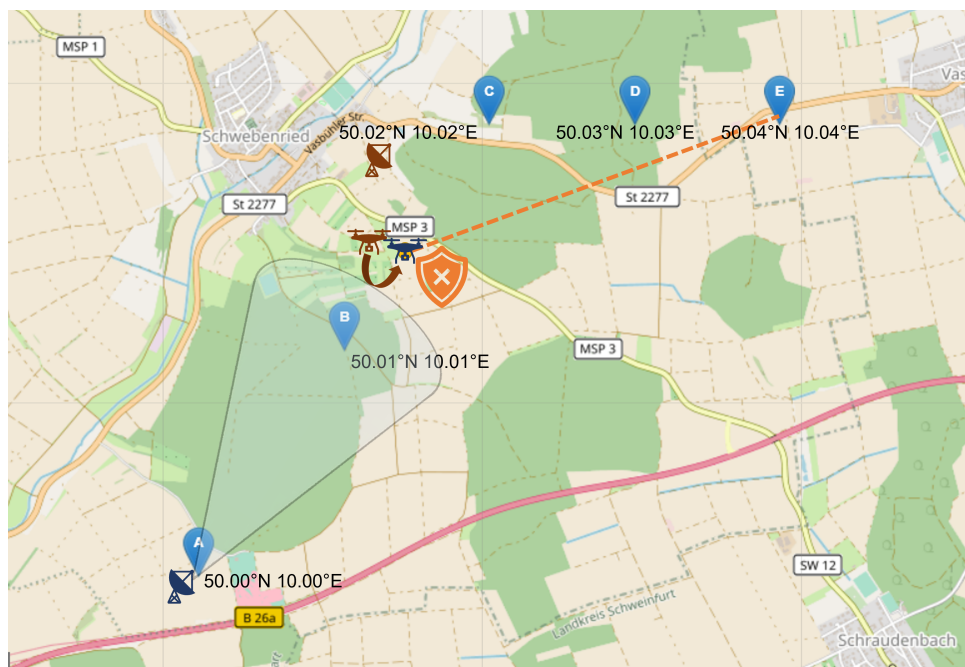 MSP 1
Vas
C
D
E
Schwebenried
Vasbühler Str.
50.02°N 10.02°E
50.03°N 10.03°E
50.04°N 10.04°E
St 2277
St 2277
MSP 3
B
MSP 3
50.01°N 10.01°E
A
50.00°N 10.00°E
SW 12
B 26a
Landkreis Schweinfurt
Schraudenbach